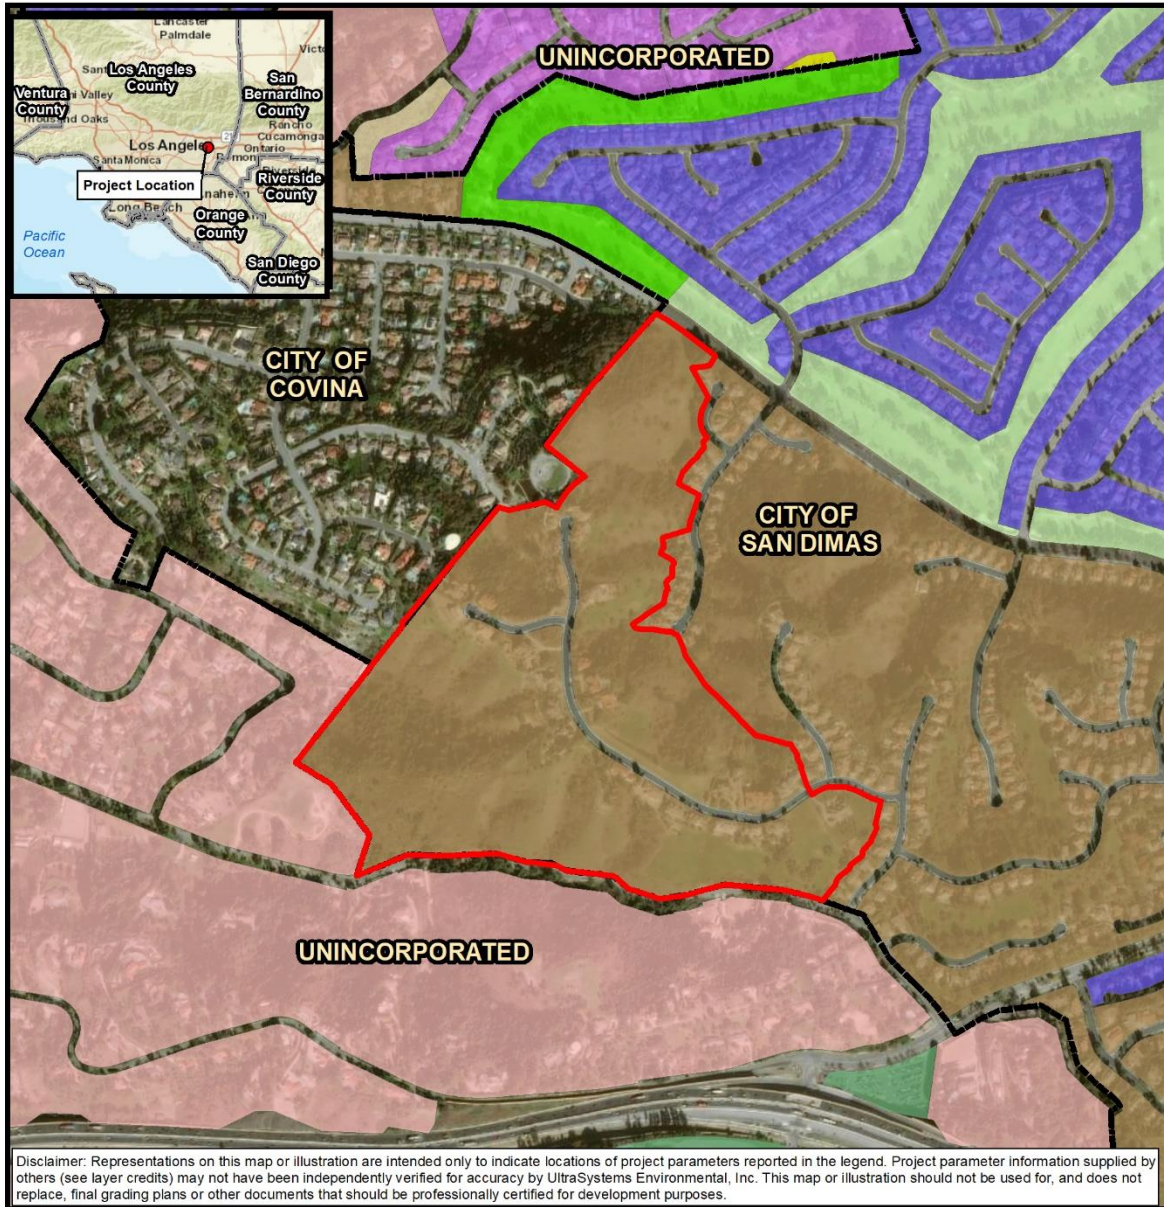 Lancaster
Palmdale
Los Angeles
County
San
Bernardino
County
Ventura
County
Rancho
Cucamonga
Ontario
Los Angele
Santa Monica
Project Location
Riverside
County
Long Beach
Orange
County
Pacific
Ocean
San Diego
County
UNINCORPORATED
CITY OF
COVINA
CITY OF
SAN DIMAS
UNINCORPORATED
Disclaimer: Representations on this map or illustration are intended only to indicate locations of project parameters reported in the legend. Project parameter information supplied by
others (see layer credits) may not have been independently verified for accuracy by UltraSystems Environmental, Inc. This map or illustration should not be used for, and does not
replace, final grading plans or other documents that should be professionally certified for development purposes.